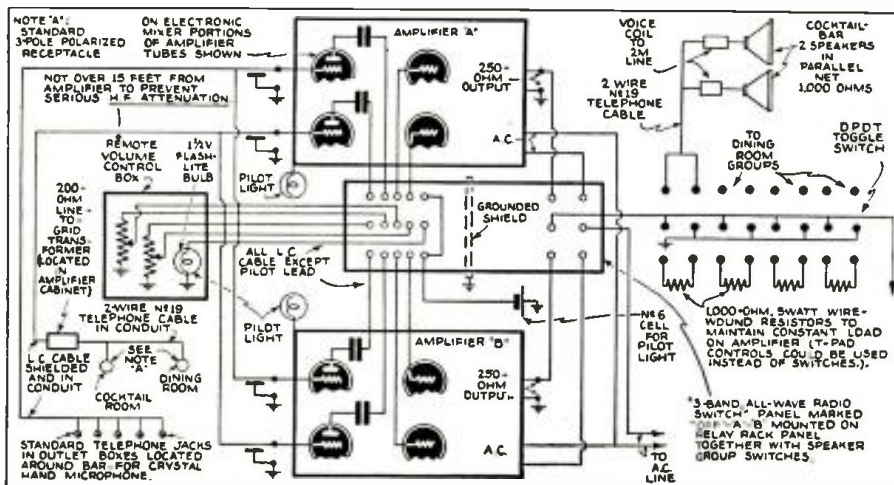 NOTE "A":
STANDARD
3-POLE POLARIZED
RECEPTACLE
ON ELECTRONIC
MIXER PORTIONS
OF AMPLIFIER
TUBES SHOWN
NOT OVER 15 FEET FROM
AMPLIFIER TO PREVENT
SERIOUS H.F. ATTENUATION
AMPLIFIER "A"
250-
OHM
OUTPUT
A.C.
REMOTE
VOLUME
CONTROL
BOX
1½V
FLASH-
LITE
BULB
PILOT
LIGHT
200-
OHM
LINE
TO
GRID
TRANS-
FORMER
(LOCATED
IN
AMPLIFIER
CABINET)
GROUNDED
SHIELD
ALL L C
CABLE EXCEPT
PILOT LEAD
2-WIRE Nº19
TELEPHONE CABLE
IN CONDUIT
PILOT
LIGHT
L.C. CABLE
SHIELDED
AND IN
CONDUIT
SEE
NOTE
"A"
COCKTAIL
ROOM
DINING
ROOM
STANDARD TELEPHONE JACKS
IN OUTLET BOXES LOCATED
AROUND BAR FOR CRYSTAL
HAND MICROPHONE.
AMPLIFIER "B"
250-
OHM
OUTPUT
A.C.
Nº6
CELL
FOR
PILOT
LIGHT
VOICE
COIL
TO
2M
LINE
COCKTAIL-
BAR
2 SPEAKERS
IN
PARALLEL
NET
1,000 OHMS
2 WIRE
Nº19
TELEPHONE
CABLE
TO
DINING
ROOM
GROUPS
D.P.D.T.
TOGGLE
SWITCH
1,000-OHM, 5WATT WIRE-
WOUND RESISTORS TO
MAINTAIN CONSTANT LOAD
ON AMPLIFIER (T-PAD
CONTROLS COULD BE USED
INSTEAD OF SWITCHES.)
ALL-WAVE RADIO
SWITCH" PANEL MARKED
MOUNTED ON
RELAY RACK PANEL
TOGETHER WITH SPEAKER
GROUP SWITCHES
TO
A.C.
LINE